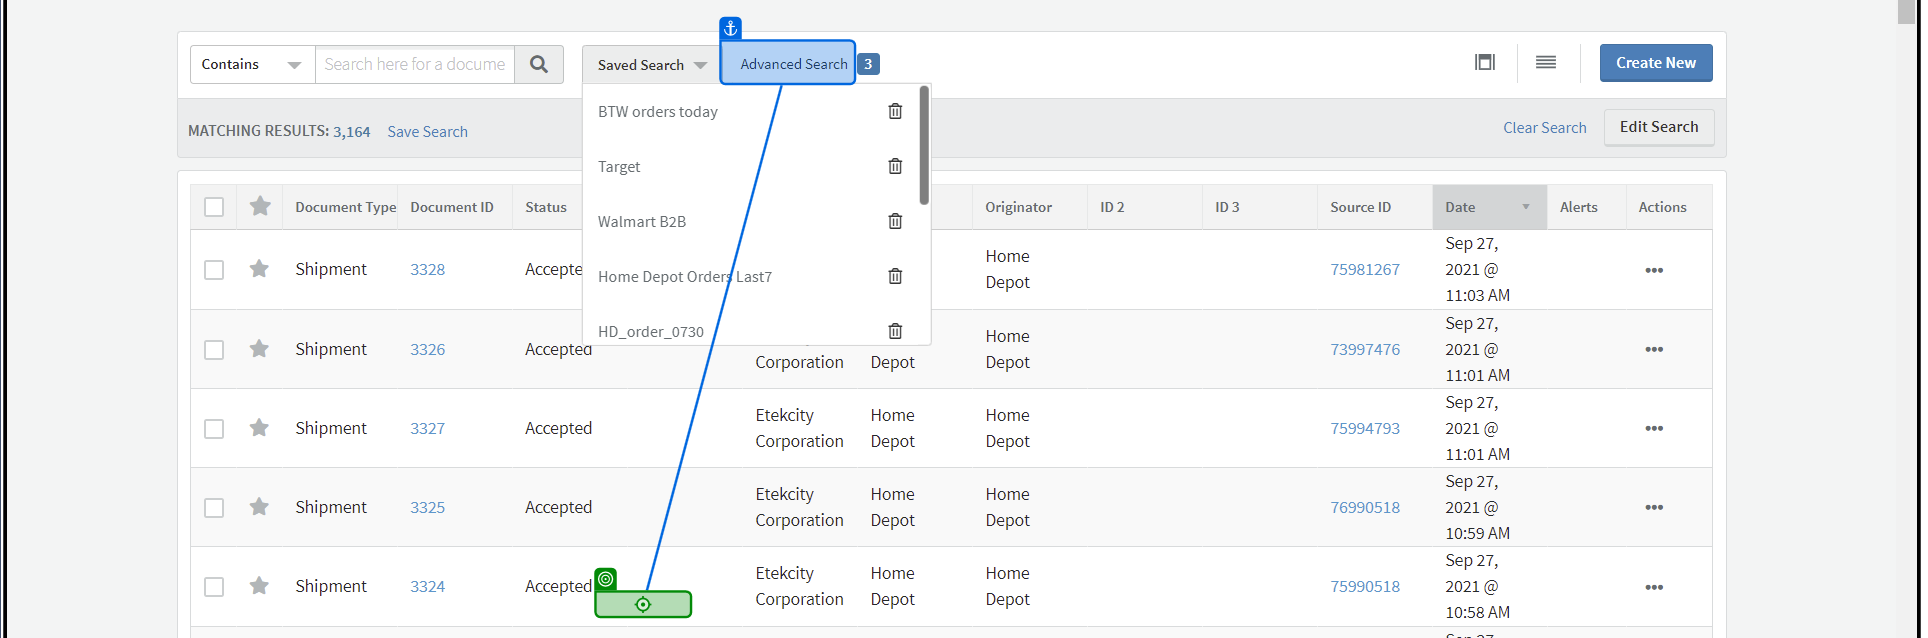 Contains
Search here for a docume
Saved Search
Advanced Search
3
Create New
MATCHING RESULTS: 3,164
Save Search
Clear Search
Edit Search
BTW orders today
Target
Walmart B2B
Home Depot Orders Last7
HD_order_0730
Document Type Document ID Status Originator ID 2 ID 3 Source ID Date Alerts Actions
Shipment 3328 Accepte Home Depot 75981267 Sep 27, 2021 @ 11:03 AM
Shipment 3326 Accepted Corporation Depot Home Depot 73997476 Sep 27, 2021 @ 11:01 AM
Shipment 3327 Accepted Etekcity Corporation Home Depot Home Depot 75994793 Sep 27, 2021 @ 11:01 AM
Shipment 3325 Accepted Etekcity Corporation Home Depot Home Depot 76990518 Sep 27, 2021 @ 10:59 AM
Shipment 3324 Accepted Etekcity Corporation Home Depot Home Depot 75990518 Sep 27, 2021 @ 10:58 AM